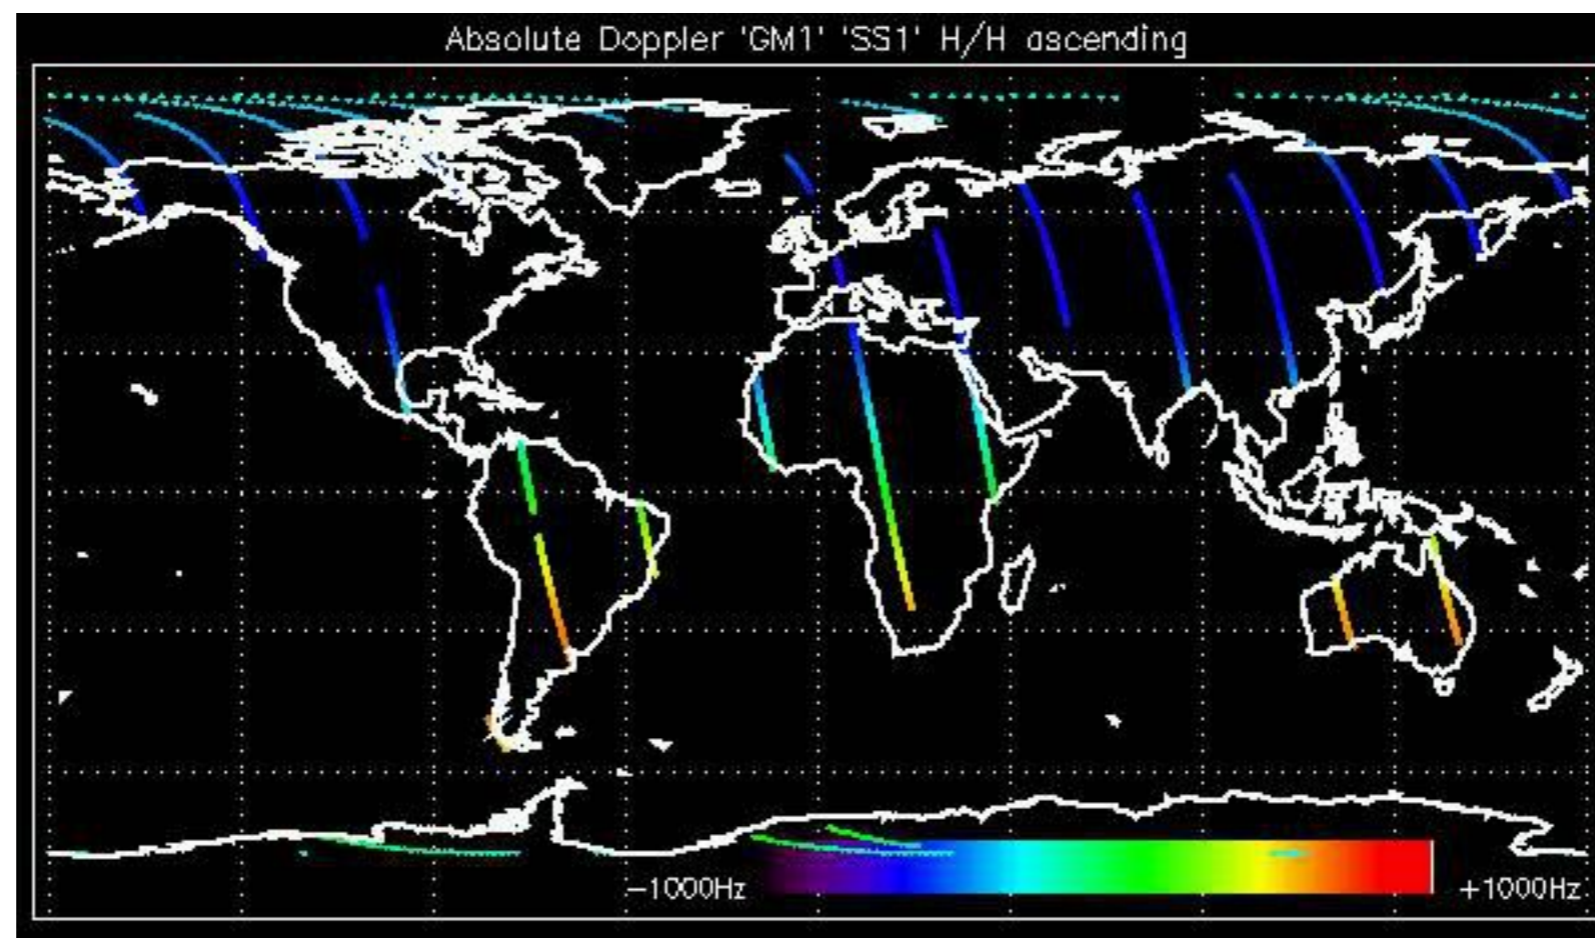 Absolute Doppler 'GM1' 'SS1' H/H ascending
-1000Hz
+1000Hz